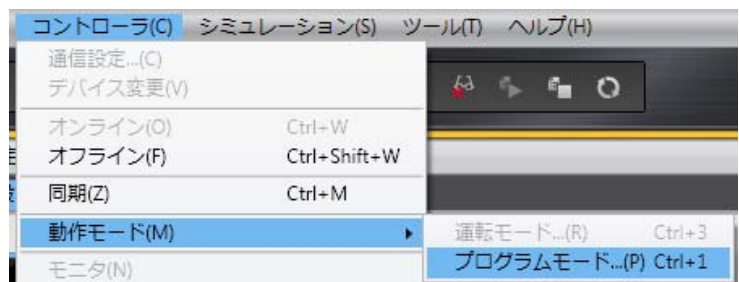 コントローラ(C) シミュレーション(S) ツール(T) ヘルプ(H)
通信設定...(C)
デバイス変更(V)
オンライン(O) Ctrl+W
オフライン(F) Ctrl+Shift+W
同期(Z) Ctrl+M
動作モード(M)
運転モード...(R) Ctrl+3
プログラムモード...(P) Ctrl+1
モニタ(N)